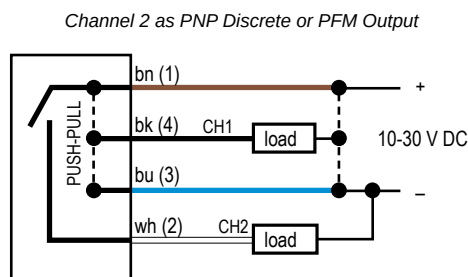 Channel 2 as PNP Discrete or PFM Output
bn (1)
+
bk (4)
CH1
load
10-30 V DC
PUSH-PULL
bu (3)
–
wh (2)
CH2
load